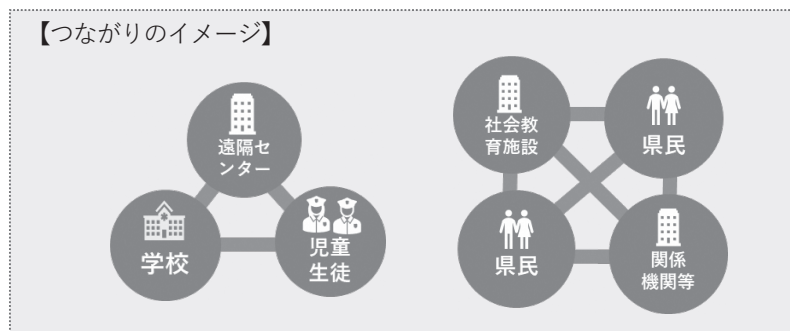 【つながりのイメージ】
遠隔セ
ンター
学校
児童
生徒
社会教
育施設
県民
県民
関係
機関等